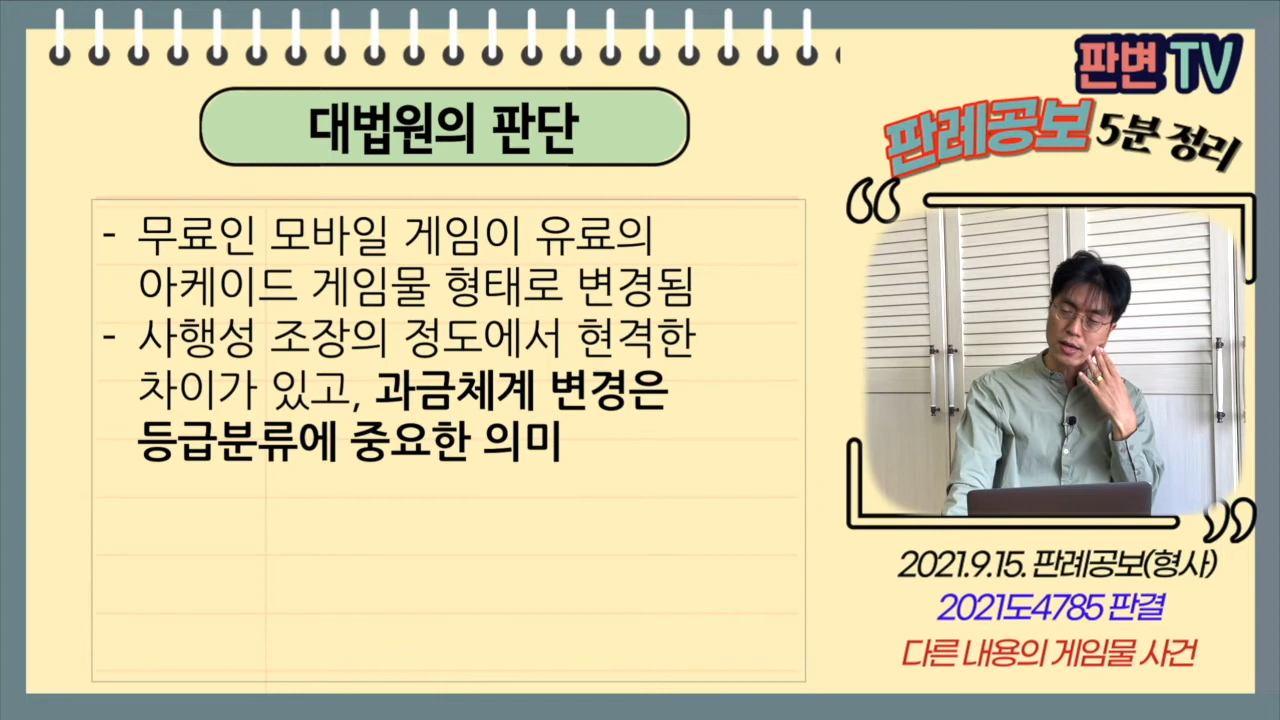 대법원의 판단
- 무료인 모바일 게임이 유료의
아케이드 게임물 형태로 변경됨
- 사행성 조장의 정도에서 현격한
차이가 있고, 과금체계 변경은
등급분류에 중요한 의미
판변 TV
판례공보 5분 정리
2021.9.15. 판례공보(형사)
2021도4785 판결
다른 내용의 게임물 사건